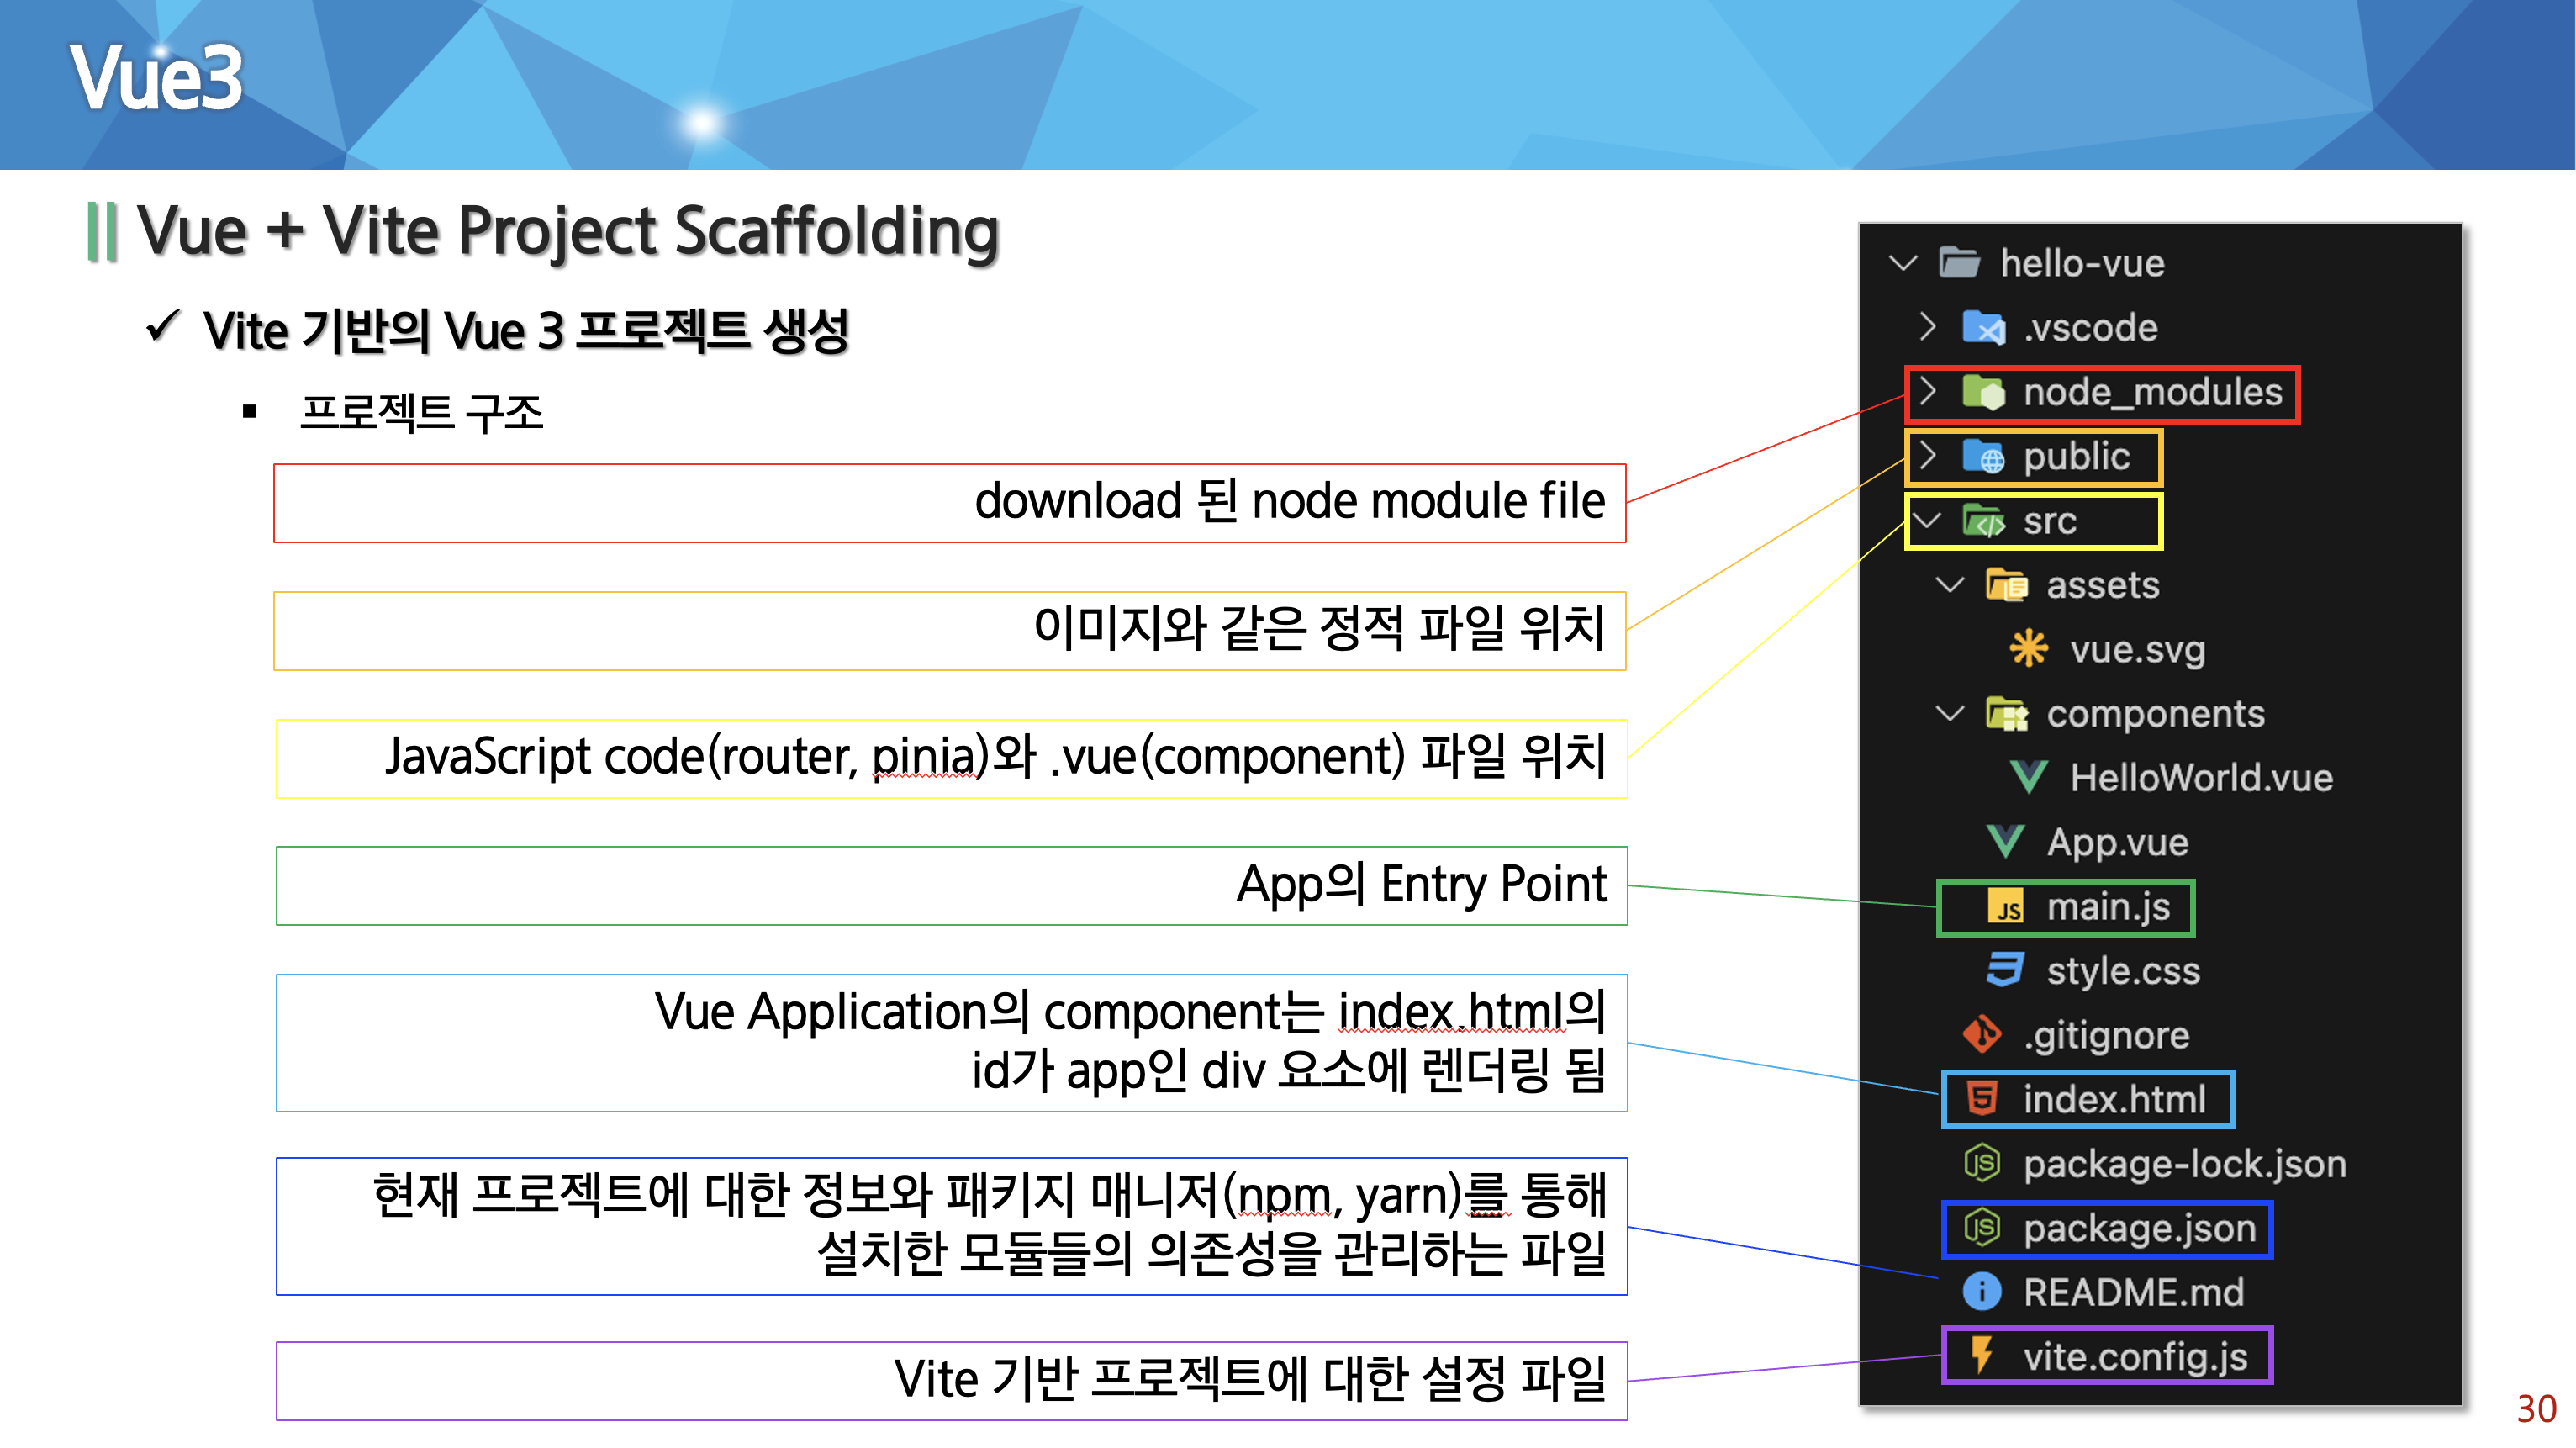 Vue3
Vue + Vite Project Scaffolding
Vite 기반의 Vue 3 프로젝트 생성
프로젝트 구조
download 된 node module file
이미지와 같은 정적 파일 위치
JavaScript code(router, pinia)와 .vue(component) 파일 위치
App의 Entry Point
Vue Application의 component는 index.html의
id가 app인 div 요소에 렌더링 됨
현재 프로젝트에 대한 정보와 패키지 매니저(npm, yarn)를 통해
설치한 모듈들의 의존성을 관리하는 파일
Vite 기반 프로젝트에 대한 설정 파일
hello-vue
.vscode
node_modules
public
src
assets
vue.svg
components
HelloWorld.vue
App.vue
JS main.js
style.css
.gitignore
index.html
package-lock.json
package.json
README.md
vite.config.js
30